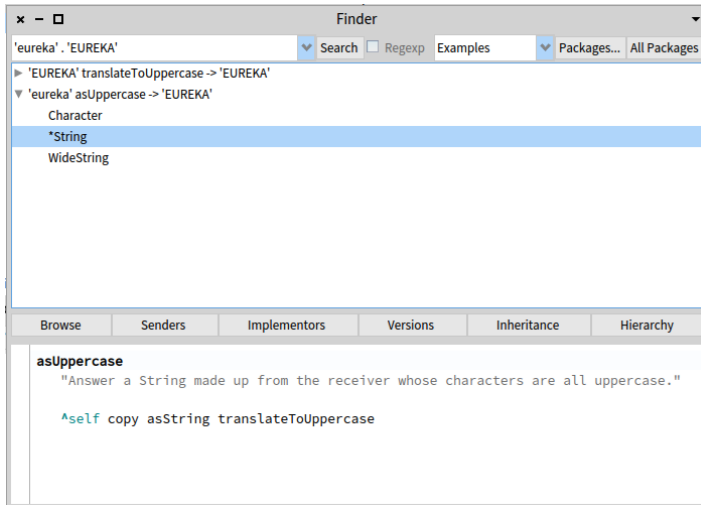 Finder
'eureka' . 'EUREKA' Search Regexp Examples Packages... All Packages
'EUREKA' translateToUppercase -> 'EUREKA'
'eureka' asUppercase -> 'EUREKA'
Character
*String
WideString
Browse Senders Implementors Versions Inheritance Hierarchy
asUppercase
"Answer a String made up from the receiver whose characters are all uppercase."
^self copy asString translateToUppercase